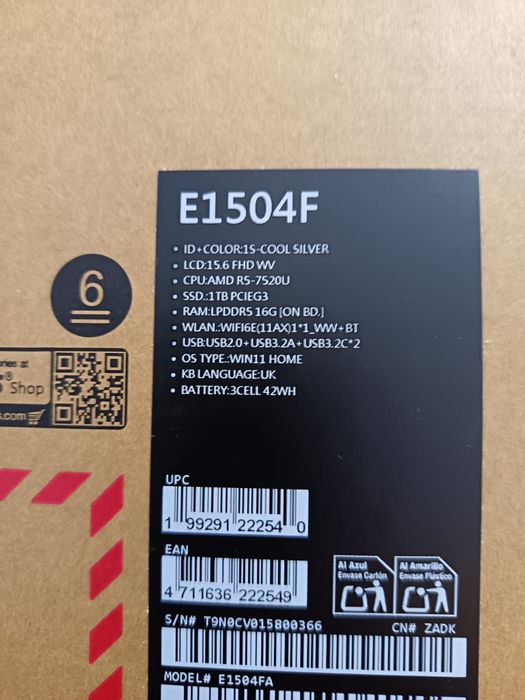 E1504F
• ID+COLOR:1S-COOL SILVER
• LCD:15.6 FHD WV
• CPU:AMD R5-7520U
• SSD.:1TB PCIEG3
• RAM:LPDDR5 16G [ON BD.]
• WLAN.:WIFI6E(11AX)1*1_WW+BT
• USB:USB2.0+USB3.2A+USB3.2C*2
• OS TYPE.:WIN11 HOME
• KB LANGUAGE:UK
• BATTERY:3CELL 42WH
6
ries at
Shop
s.com
UPC
1 99291 22254 0
EAN
4 711636 222549
Al Azul
Envase Cartón
Al Amarillo
Envase Plástico
S/N# T9N0CV015800366
CN# ZADK
MODEL# E1504FA